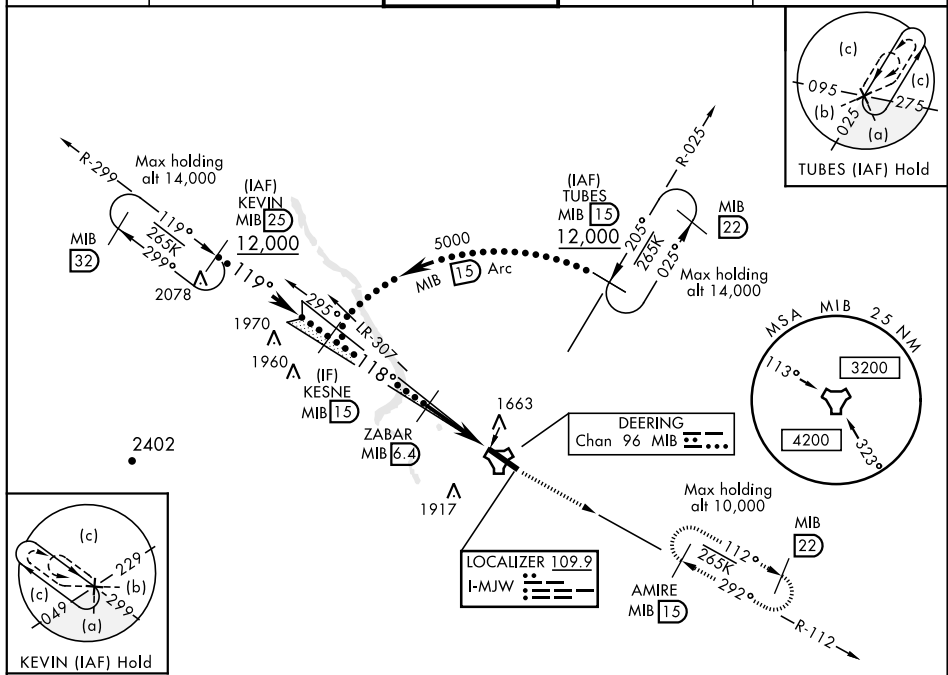 (c)
(c)
095
275
(b)
025
(a)
TUBES (IAF) Hold
R-299
Max holding
alt 14,000
(IAF)
KEVIN
MIB 25
12,000
119°
265K
299°
MIB
32
2078
119°
R-025
(IAF)
TUBES
MIB 15
12,000
205°
265K
025°
MIB
22
Max holding
alt 14,000
5000
MIB 15 Arc
295°
LR-307
1970
1960
118°
(IF)
KESNE
MIB 15
ZABAR
MIB 6.4
2402
1663
1917
DEERING
Chan 96 MIB
MSA MIB 25 NM
113°
3200
4200
323°
LOCALIZER 109.9
I-MJW
Max holding
alt 10,000
MIB
22
112°
265K
292°
AMIRE
MIB 15
R-112
(c)
229
(b)
(c)
299
049
(a)
KEVIN (IAF) Hold